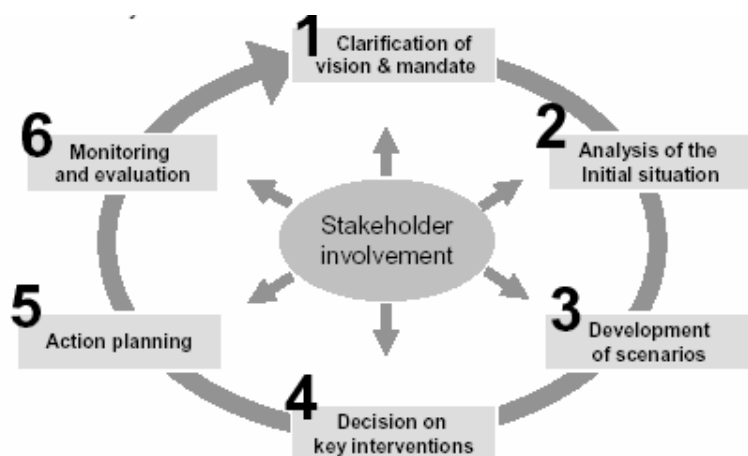 1
Clarification of
vision & mandate
2
Analysis of the
Initial situation
3
Development
of scenarios
4
Decision on
key interventions
5
Action planning
6
Monitoring
and evaluation
Stakeholder
involvement